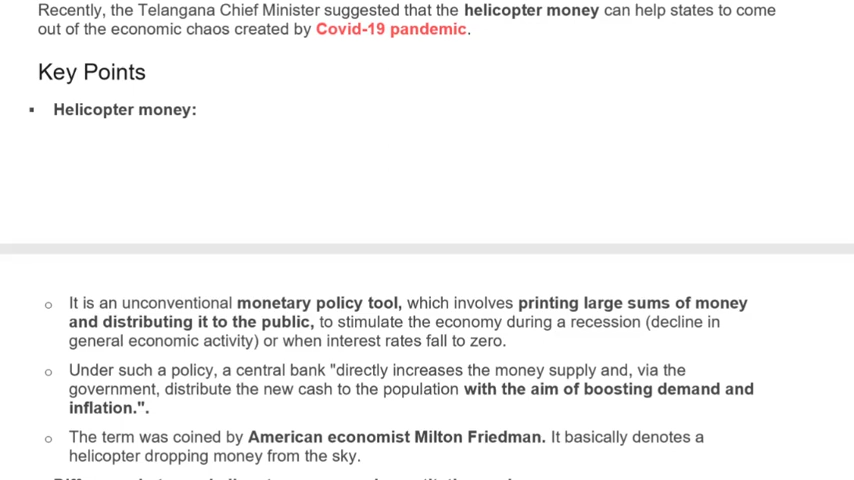 Recently, the Telangana Chief Minister suggested that the helicopter money can help states to come
out of the economic chaos created by Covid-19 pandemic.
Key Points
▪ Helicopter money:
o It is an unconventional monetary policy tool, which involves printing large sums of money
and distributing it to the public, to stimulate the economy during a recession (decline in
general economic activity) or when interest rates fall to zero.
o Under such a policy, a central bank "directly increases the money supply and, via the
government, distribute the new cash to the population with the aim of boosting demand and
inflation.".
o The term was coined by American economist Milton Friedman. It basically denotes a
helicopter dropping money from the sky.